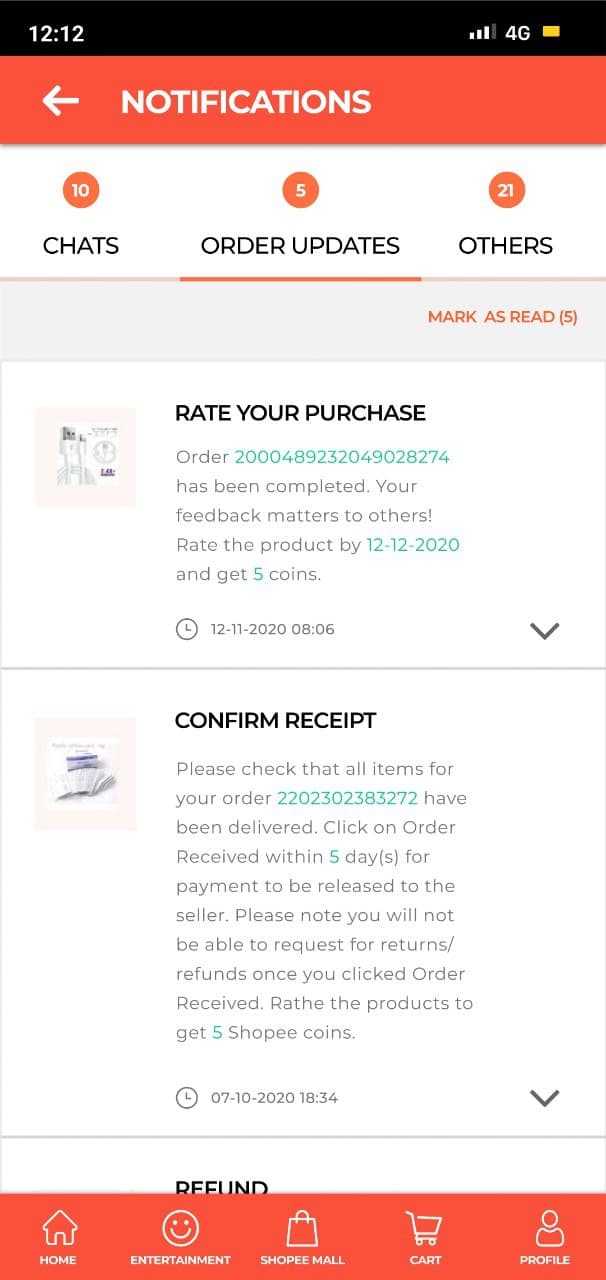 12:12
4G
NOTIFICATIONS
10
5
21
CHATS
ORDER UPDATES
OTHERS
MARK AS READ (5)
RATE YOUR PURCHASE
Order 2000489232049028274
has been completed. Your
feedback matters to others!
Rate the product by 12-12-2020
and get 5 coins.
12-11-2020 08:06
CONFIRM RECEIPT
Please check that all items for
your order 2202302383272 have
been delivered. Click on Order
Received within 5 day(s) for
payment to be released to the
seller. Please note you will not
be able to request for returns/
refunds once you clicked Order
Received. Rathe the products to
get 5 Shopee coins.
07-10-2020 18:34
REFUND
HOME
ENTERTAINMENT
SHOPEE MALL
CART
PROFILE